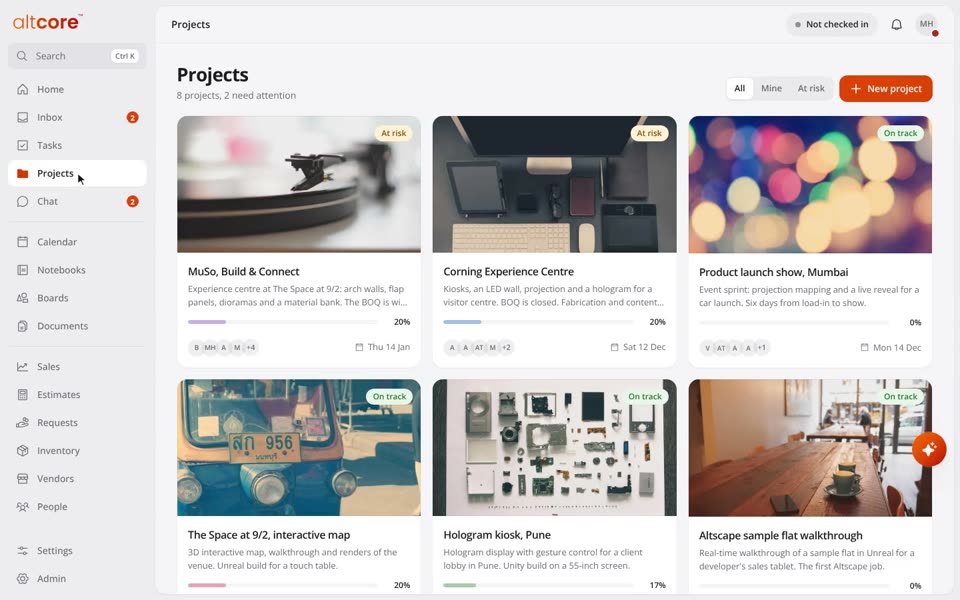 altcore™
Search
Ctrl K
Home
Inbox
2
Tasks
Projects
Chat
2
Calendar
Notebooks
Boards
Documents
Sales
Estimates
Requests
Inventory
Vendors
People
Settings
Admin
Projects
Not checked in
MH
Projects
8 projects, 2 need attention
All
Mine
At risk
New project
At risk
MuSo, Build & Connect
Experience centre at The Space at 9/2: arch walls, flap
panels, dioramas and a material bank. The BOQ is wi...
20%
B MH A M +4
Thu 14 Jan
At risk
Corning Experience Centre
Kiosks, an LED wall, projection and a hologram for a
visitor centre. BOQ is closed. Fabrication and content...
20%
A A AT M +2
Sat 12 Dec
On track
Product launch show, Mumbai
Event sprint: projection mapping and a live reveal for a
car launch. Six days from load-in to show.
0%
V AT A A +1
Mon 14 Dec
On track
956
The Space at 9/2, interactive map
3D interactive map, walkthrough and renders of the
venue. Unreal build for a touch table.
20%
On track
Hologram kiosk, Pune
Hologram display with gesture control for a client
lobby in Pune. Unity build on a 55-inch screen.
17%
On track
Altscape sample flat walkthrough
Real-time walkthrough of a sample flat in Unreal for a
developer's sales tablet. The first Altscape job.
0%